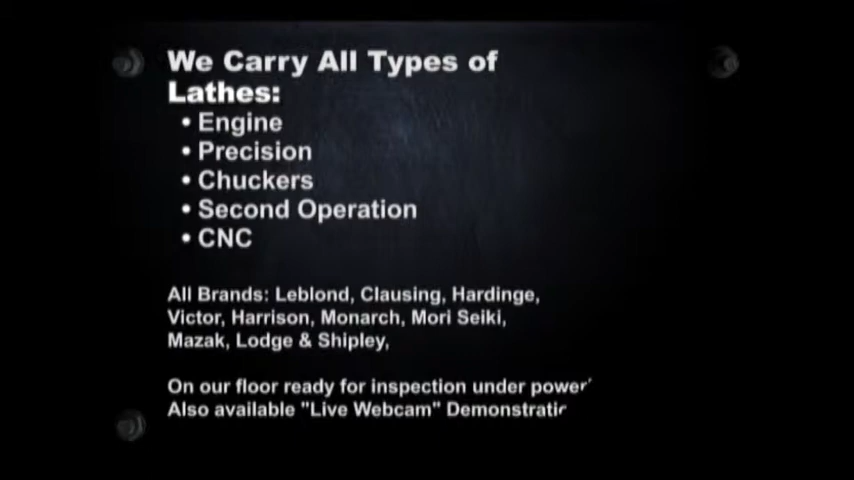 We Carry All Types of
Lathes:
• Engine
• Precision
• Chuckers
• Second Operation
• CNC
All Brands: Leblond, Clausing, Hardinge,
Victor, Harrison, Monarch, Mori Seiki,
Mazak, Lodge & Shipley,
On our floor ready for inspection under power
Also available "Live Webcam"